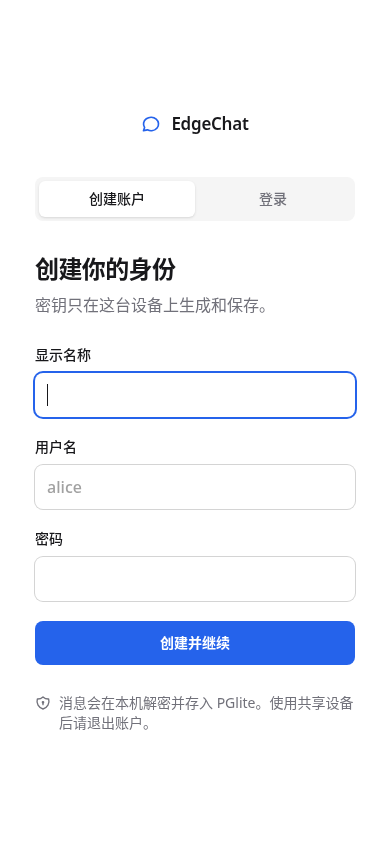 EdgeChat
创建账户
登录
创建你的身份
密钥只在这台设备上生成和保存。
显示名称
用户名
alice
密码
创建并继续
消息会在本机解密并存入 PGlite。使用共享设备
后请退出账户。